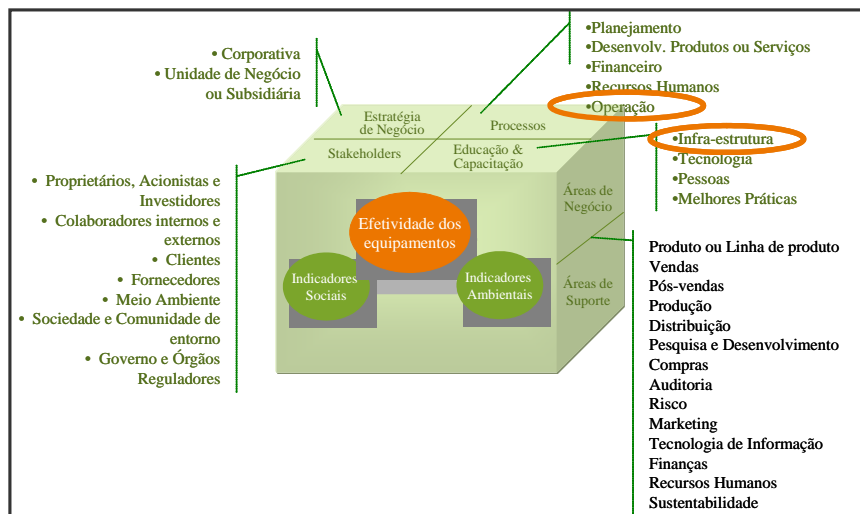 • Corporativa
• Unidade de Negócio
ou Subsidiária
•Planejamento
•Desenvolv. Produtos ou Serviços
•Financeiro
•Recursos Humanos
•Operação
Estratégia
de Negócio
Processos
Stakeholders
Educação &
Capacitação
•Infra-estrutura
•Tecnologia
•Pessoas
•Melhores Práticas
• Proprietários, Acionistas e
Investidores
• Colaboradores internos e
externos
• Clientes
• Fornecedores
• Meio Ambiente
• Sociedade e Comunidade de
entorno
• Governo e Órgãos
Reguladores
Efetividade dos
equipamentos
Indicadores
Sociais
Indicadores
Ambientais
Áreas de
Negócio
Áreas de
Suporte
Produto ou Linha de produto
Vendas
Pós-vendas
Produção
Distribuição
Pesquisa e Desenvolvimento
Compras
Auditoria
Risco
Marketing
Tecnologia de Informação
Finanças
Recursos Humanos
Sustentabilidade